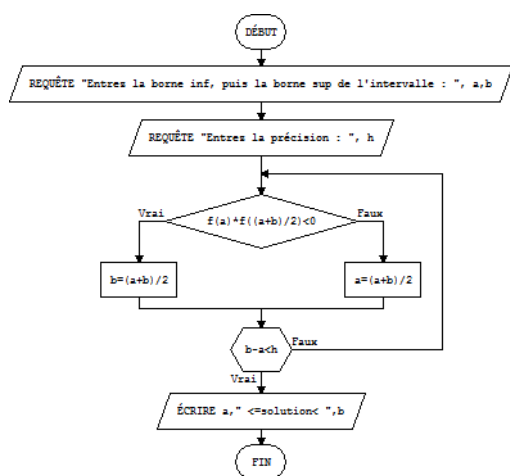 DÉBUT
REQUÊTE "Entres la borne inf, puis la borne sup de l'intervalle : ", a,b
REQUÊTE "Entres la précision : ", h
Vrai
Faux
f(a)*f((a+b)/2)<0
b=(a+b)/2
a=(a+b)/2
b-a<h
Faux
Vrai
ÉCRIRE a," <=solution< ",b
FIN